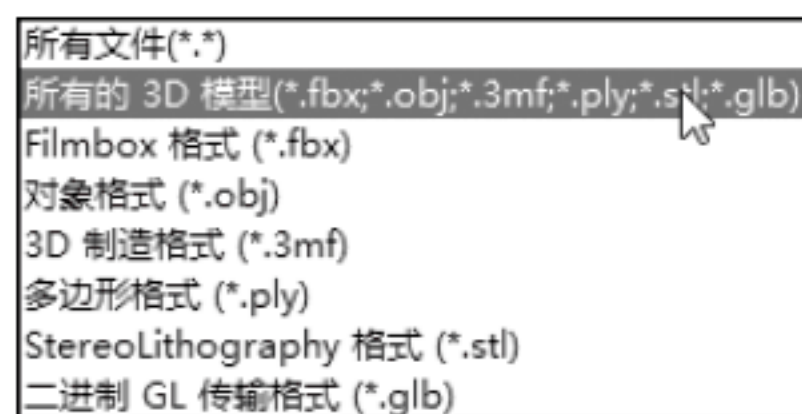 所有文件(*.*)
所有的 3D 模型(*.fbx;*.obj;*.3mf;*.ply;*.stl;*.glb)
Filmbox 格式 (*.fbx)
对象格式 (*.obj)
3D 制造格式 (*.3mf)
多边形格式 (*.ply)
StereoLithography 格式 (*.stl)
二进制 GL 传输格式 (*.glb)